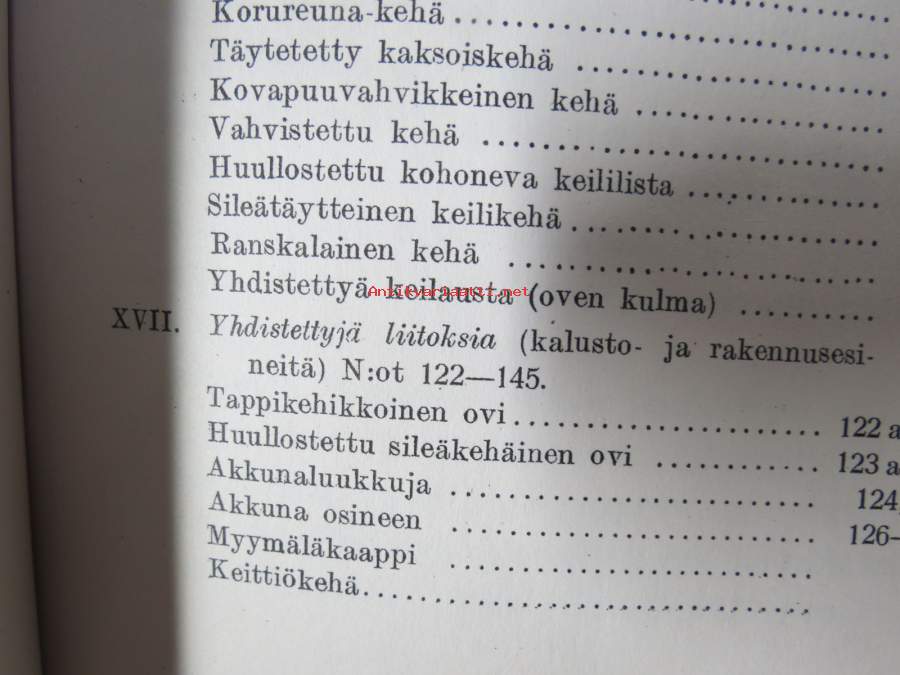 Korureuna-kehä ........................
Täytetetty kaksoiskehä ........................
Kovapuuvahvikkeinen kehä ....................
Vahvistettu kehä ............................
Huullostettu kohoneva keililista ...............
Sileätäytteinen keilikehä ......................
Ranskalainen kehä ..........................
Yhdistettyä keilausta (oven kulma) ..........
Antikvariaatit.net
XVII. Yhdistettyjä liitoksia (kalusto- ja rakennusesi-
neitä) N:ot 122—145.
Tappikehikkoinen ovi ........................ 122 a
Huullostettu sileäkehäinen ovi ............ 123 a
Akkunaluukkuja .......................... 124,
Akkuna osineen .......................... 126–
Myymäläkaappi ..........................
Keittiökehä ................................